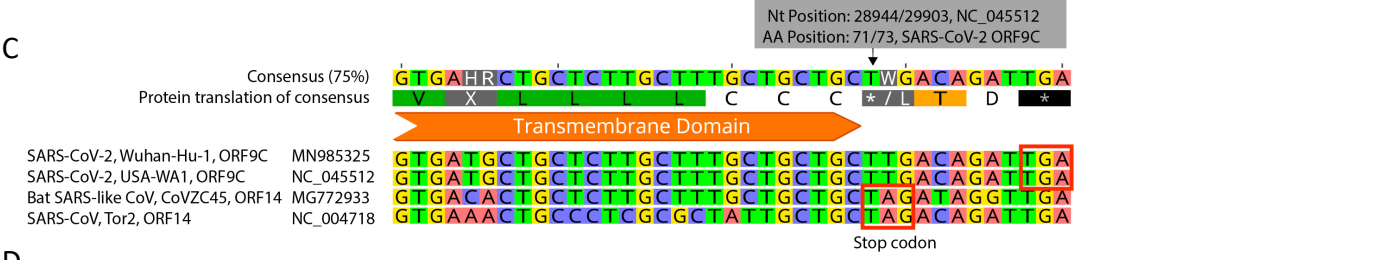 C
Nt Position: 28944/29903, NC_045512
AA Position: 71/73, SARS-CoV-2 ORF9C
Consensus (75%) GTGAHRCTGCTCTTGCTTTGCTGCTGCTWGACAGATTGA
Protein translation of consensus V X L L L L C C C */L T D *
Transmembrane Domain
SARS-CoV-2, Wuhan-Hu-1, ORF9C MN985325 GTGATGCTGCTCTTGCTTTGCTGCTGCTTGACAGATTGA
SARS-CoV-2, USA-WA1, ORF9C NC_045512 GTGATGCTGCTCTTGCTTTGCTGCTGCTTGACAGATTGA
Bat SARS-like CoV, CoVZC45, ORF14 MG772933 GTGACACTGCTCTTGCTTTGCTGCTGCTAGATAGGTTGA
SARS-CoV, Tor2, ORF14 NC_004718 GTGAAACTGCCCTCGCGCTATTGCTGCTAGACAGATTGA
Stop codon